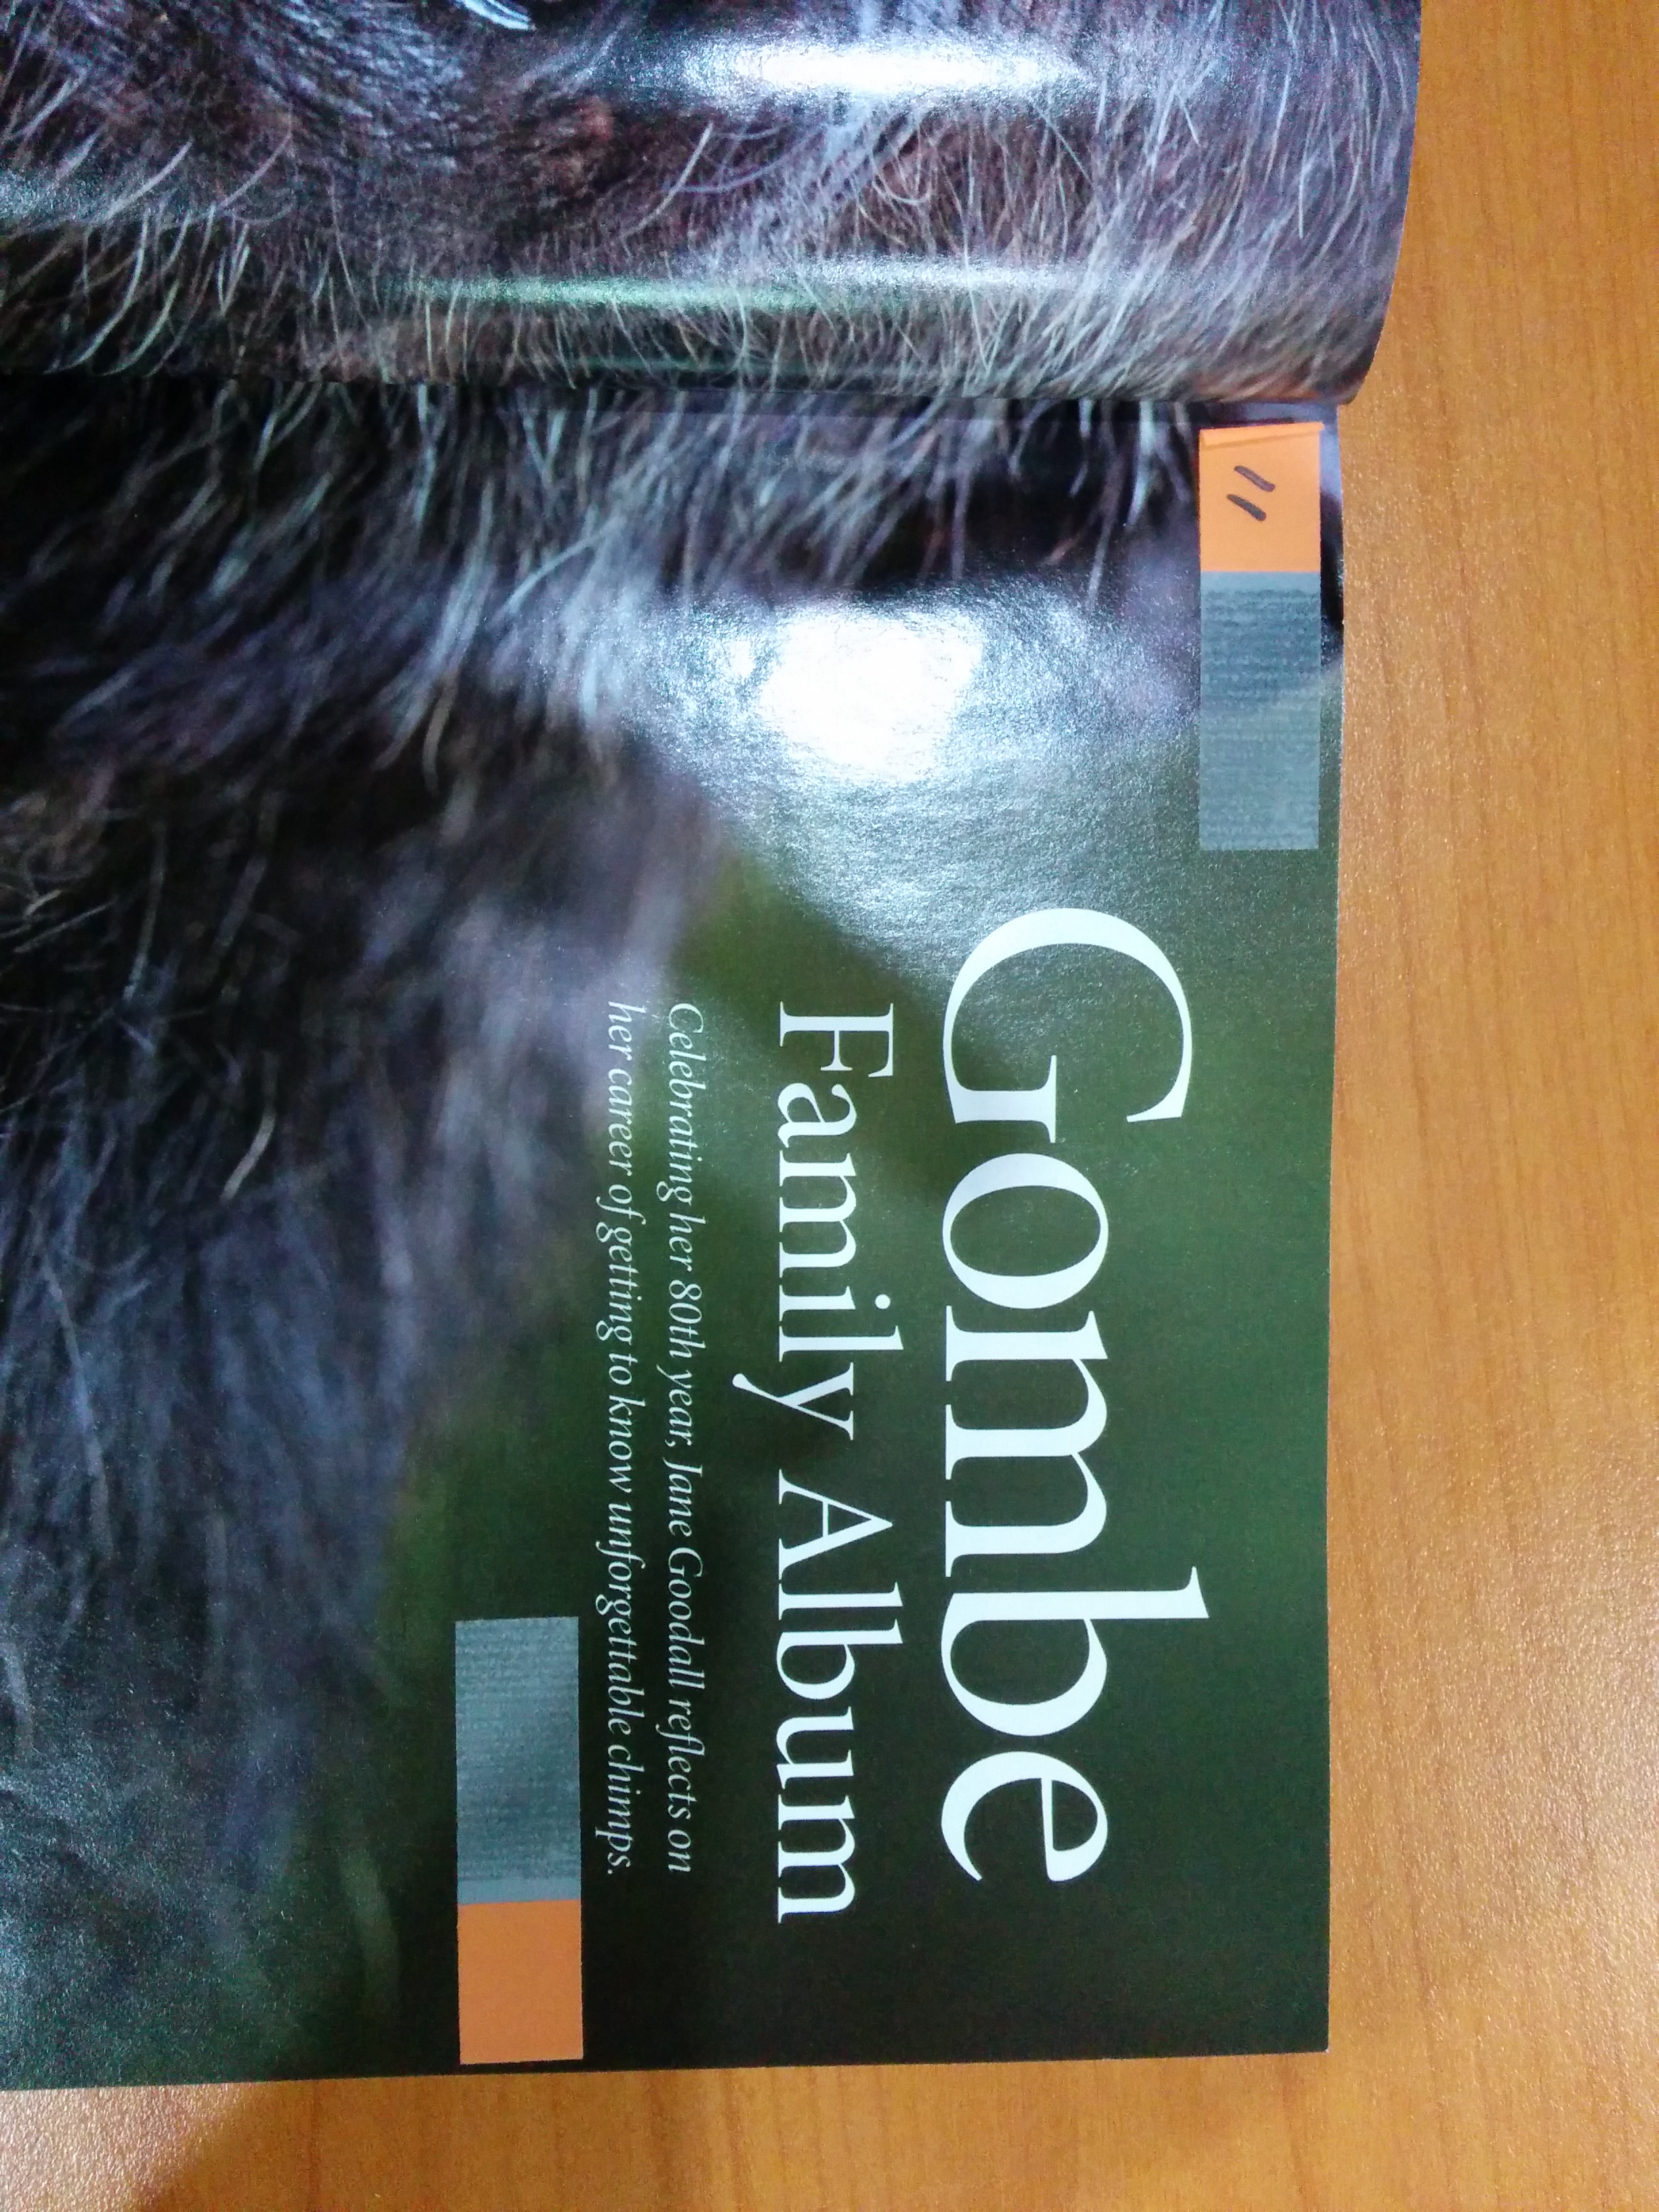 Gombe
Family Album
Celebrating her 80th year, Jane Goodall reflects on
her career of getting to know unforgettable chimps.